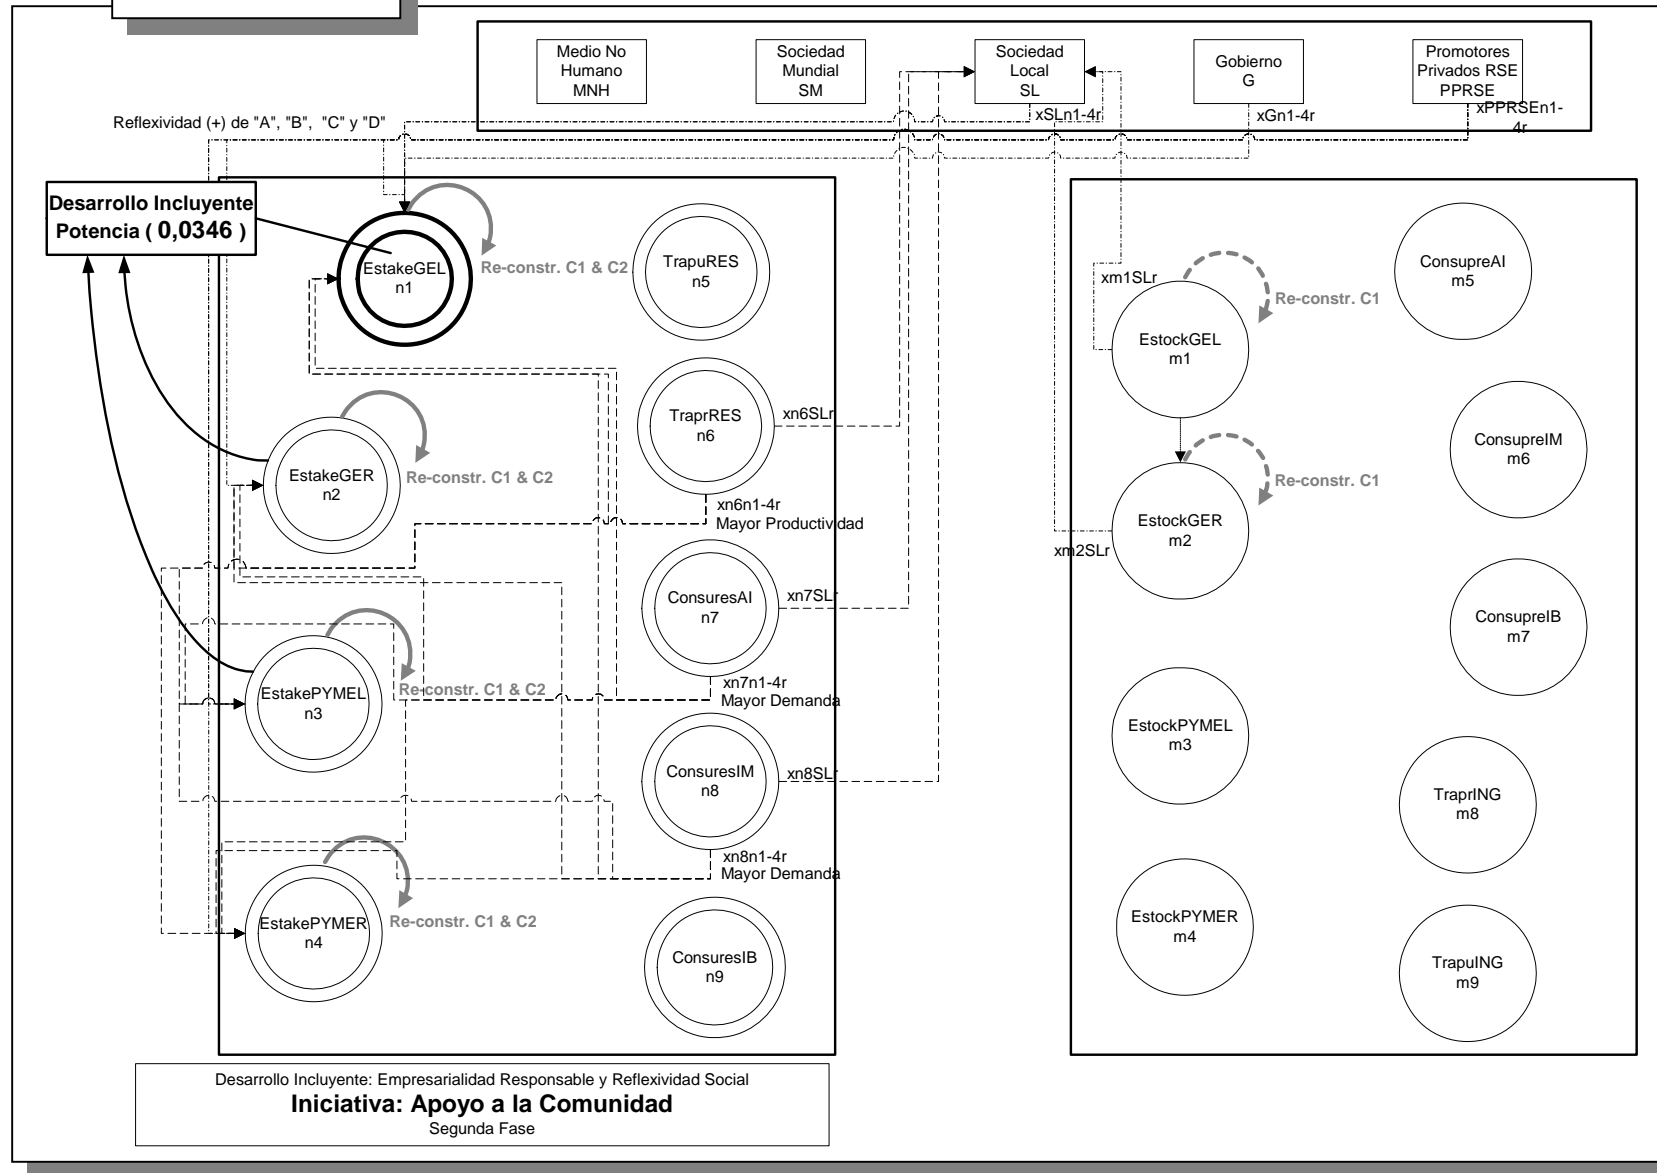 Medio No
Humano
MNH
Sociedad
Mundial
SM
Sociedad
Local
SL
Gobierno
G
Promotores
Privados RSE
PPRSE
xSLn1-4r
xGn1-4r
xPPRSEn1-
4r
Reflexividad (+) de "A", "B", "C" y "D"
Desarrollo Incluyente
Potencia ( 0,0346 )
EstakeGEL
n1
Re-constr. C1 & C2
TrapuRES
n5
xm1SLr
EstockGEL
m1
Re-constr. C1
ConsupreAI
m5
TraprRES
n6
xn6SLr
xn6n1-4r
Mayor Productividad
EstakeGER
n2
Re-constr. C1 & C2
EstockGER
m2
Re-constr. C1
xm2SLr
ConsupreIM
m6
ConsuresAI
n7
xn7SLr
xn7n1-4r
Mayor Demanda
ConsupreIB
m7
EstakePYMEL
n3
Re-constr. C1 & C2
EstockPYMEL
m3
ConsuresIM
n8
xn8SLr
xn8n1-4r
Mayor Demanda
TraprING
m8
EstakePYMER
n4
Re-constr. C1 & C2
EstockPYMER
m4
ConsuresIB
n9
TrapuING
m9
Desarrollo Incluyente: Empresarialidad Responsable y Reflexividad Social
Iniciativa: Apoyo a la Comunidad
Segunda Fase